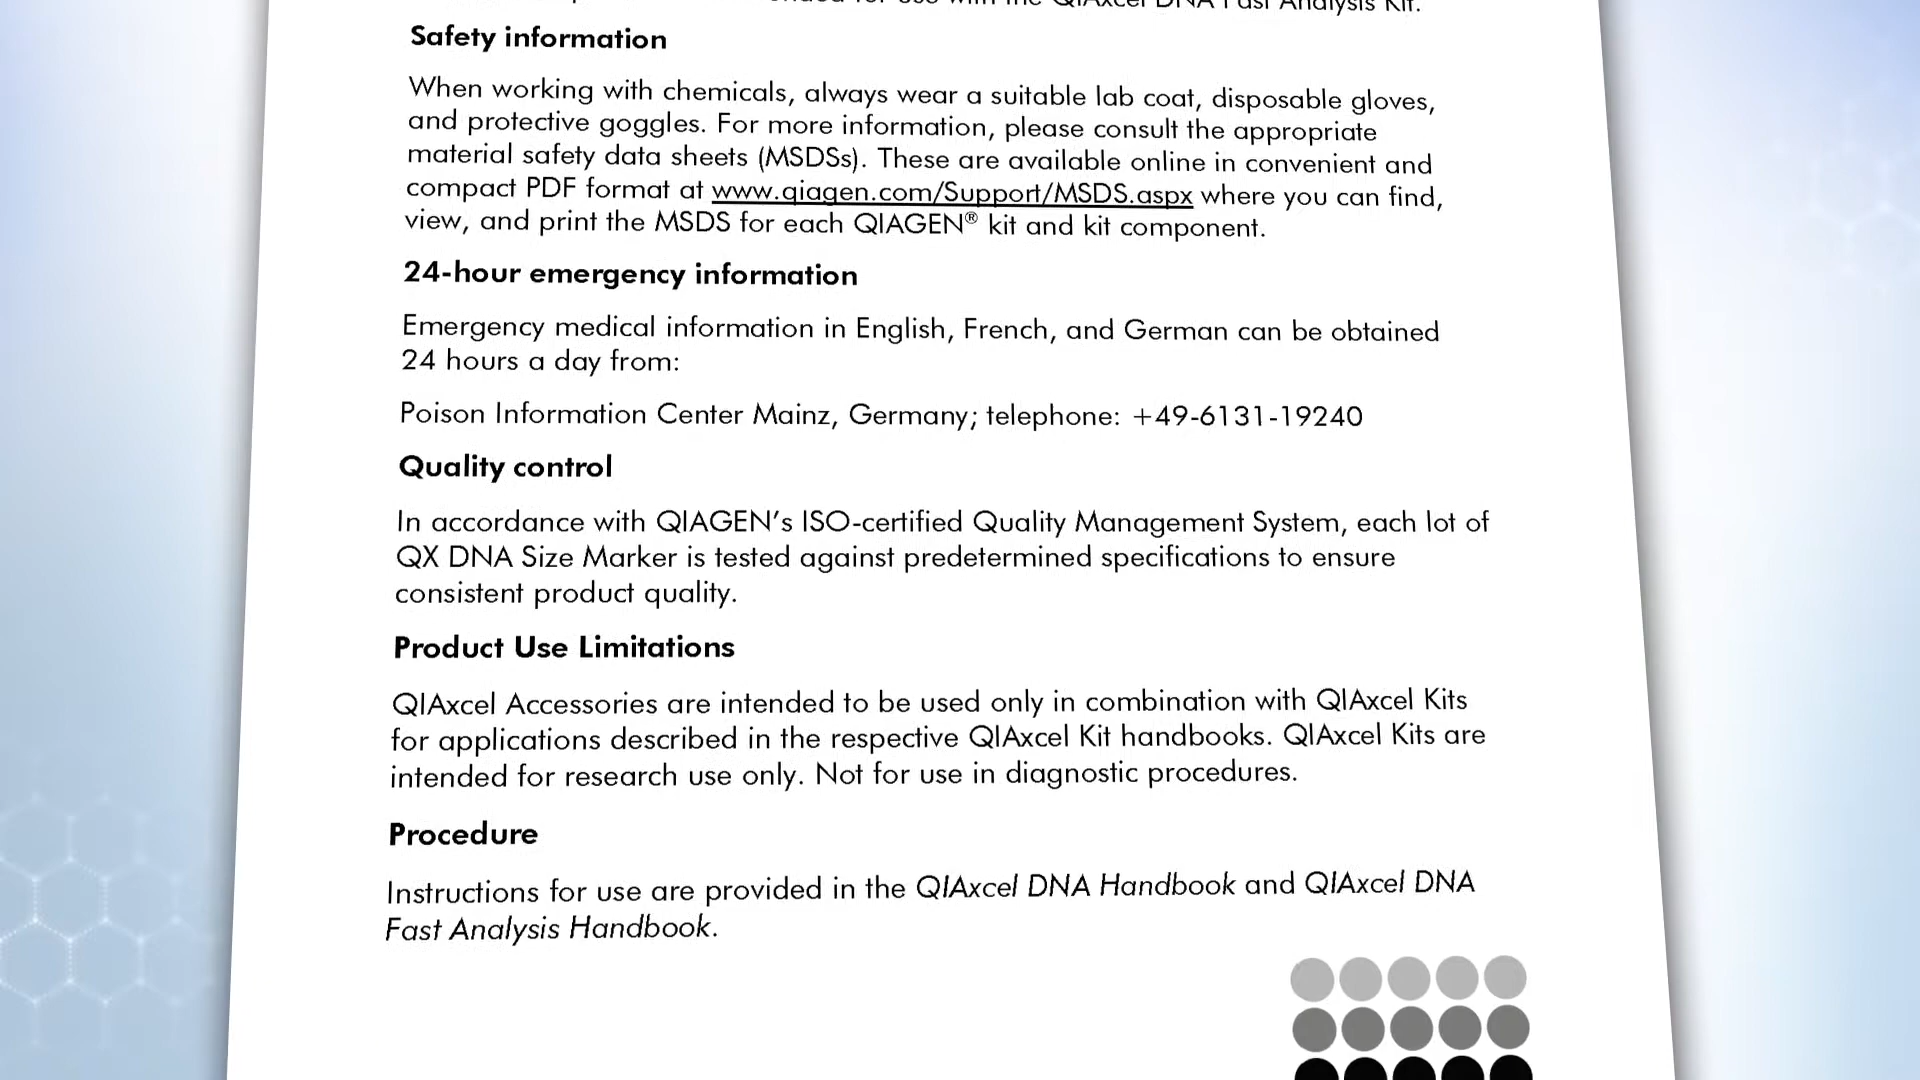 use with the QIAxcel DNA Fast Analysis Kit.
Safety information
When working with chemicals, always wear a suitable lab coat, disposable gloves,
and protective goggles. For more information, please consult the appropriate
material safety data sheets (MSDSs). These are available online in convenient and
compact PDF format at www.qiagen.com/Support/MSDS.aspx where you can find,
view, and print the MSDS for each QIAGEN® kit and kit component.
24-hour emergency information
Emergency medical information in English, French, and German can be obtained
24 hours a day from:
Poison Information Center Mainz, Germany; telephone: +49-6131-19240
Quality control
In accordance with QIAGEN’s ISO-certified Quality Management System, each lot of
QX DNA Size Marker is tested against predetermined specifications to ensure
consistent product quality.
Product Use Limitations
QIAxcel Accessories are intended to be used only in combination with QIAxcel Kits
for applications described in the respective QIAxcel Kit handbooks. QIAxcel Kits are
intended for research use only. Not for use in diagnostic procedures.
Procedure
Instructions for use are provided in the QIAxcel DNA Handbook and QIAxcel DNA
Fast Analysis Handbook.